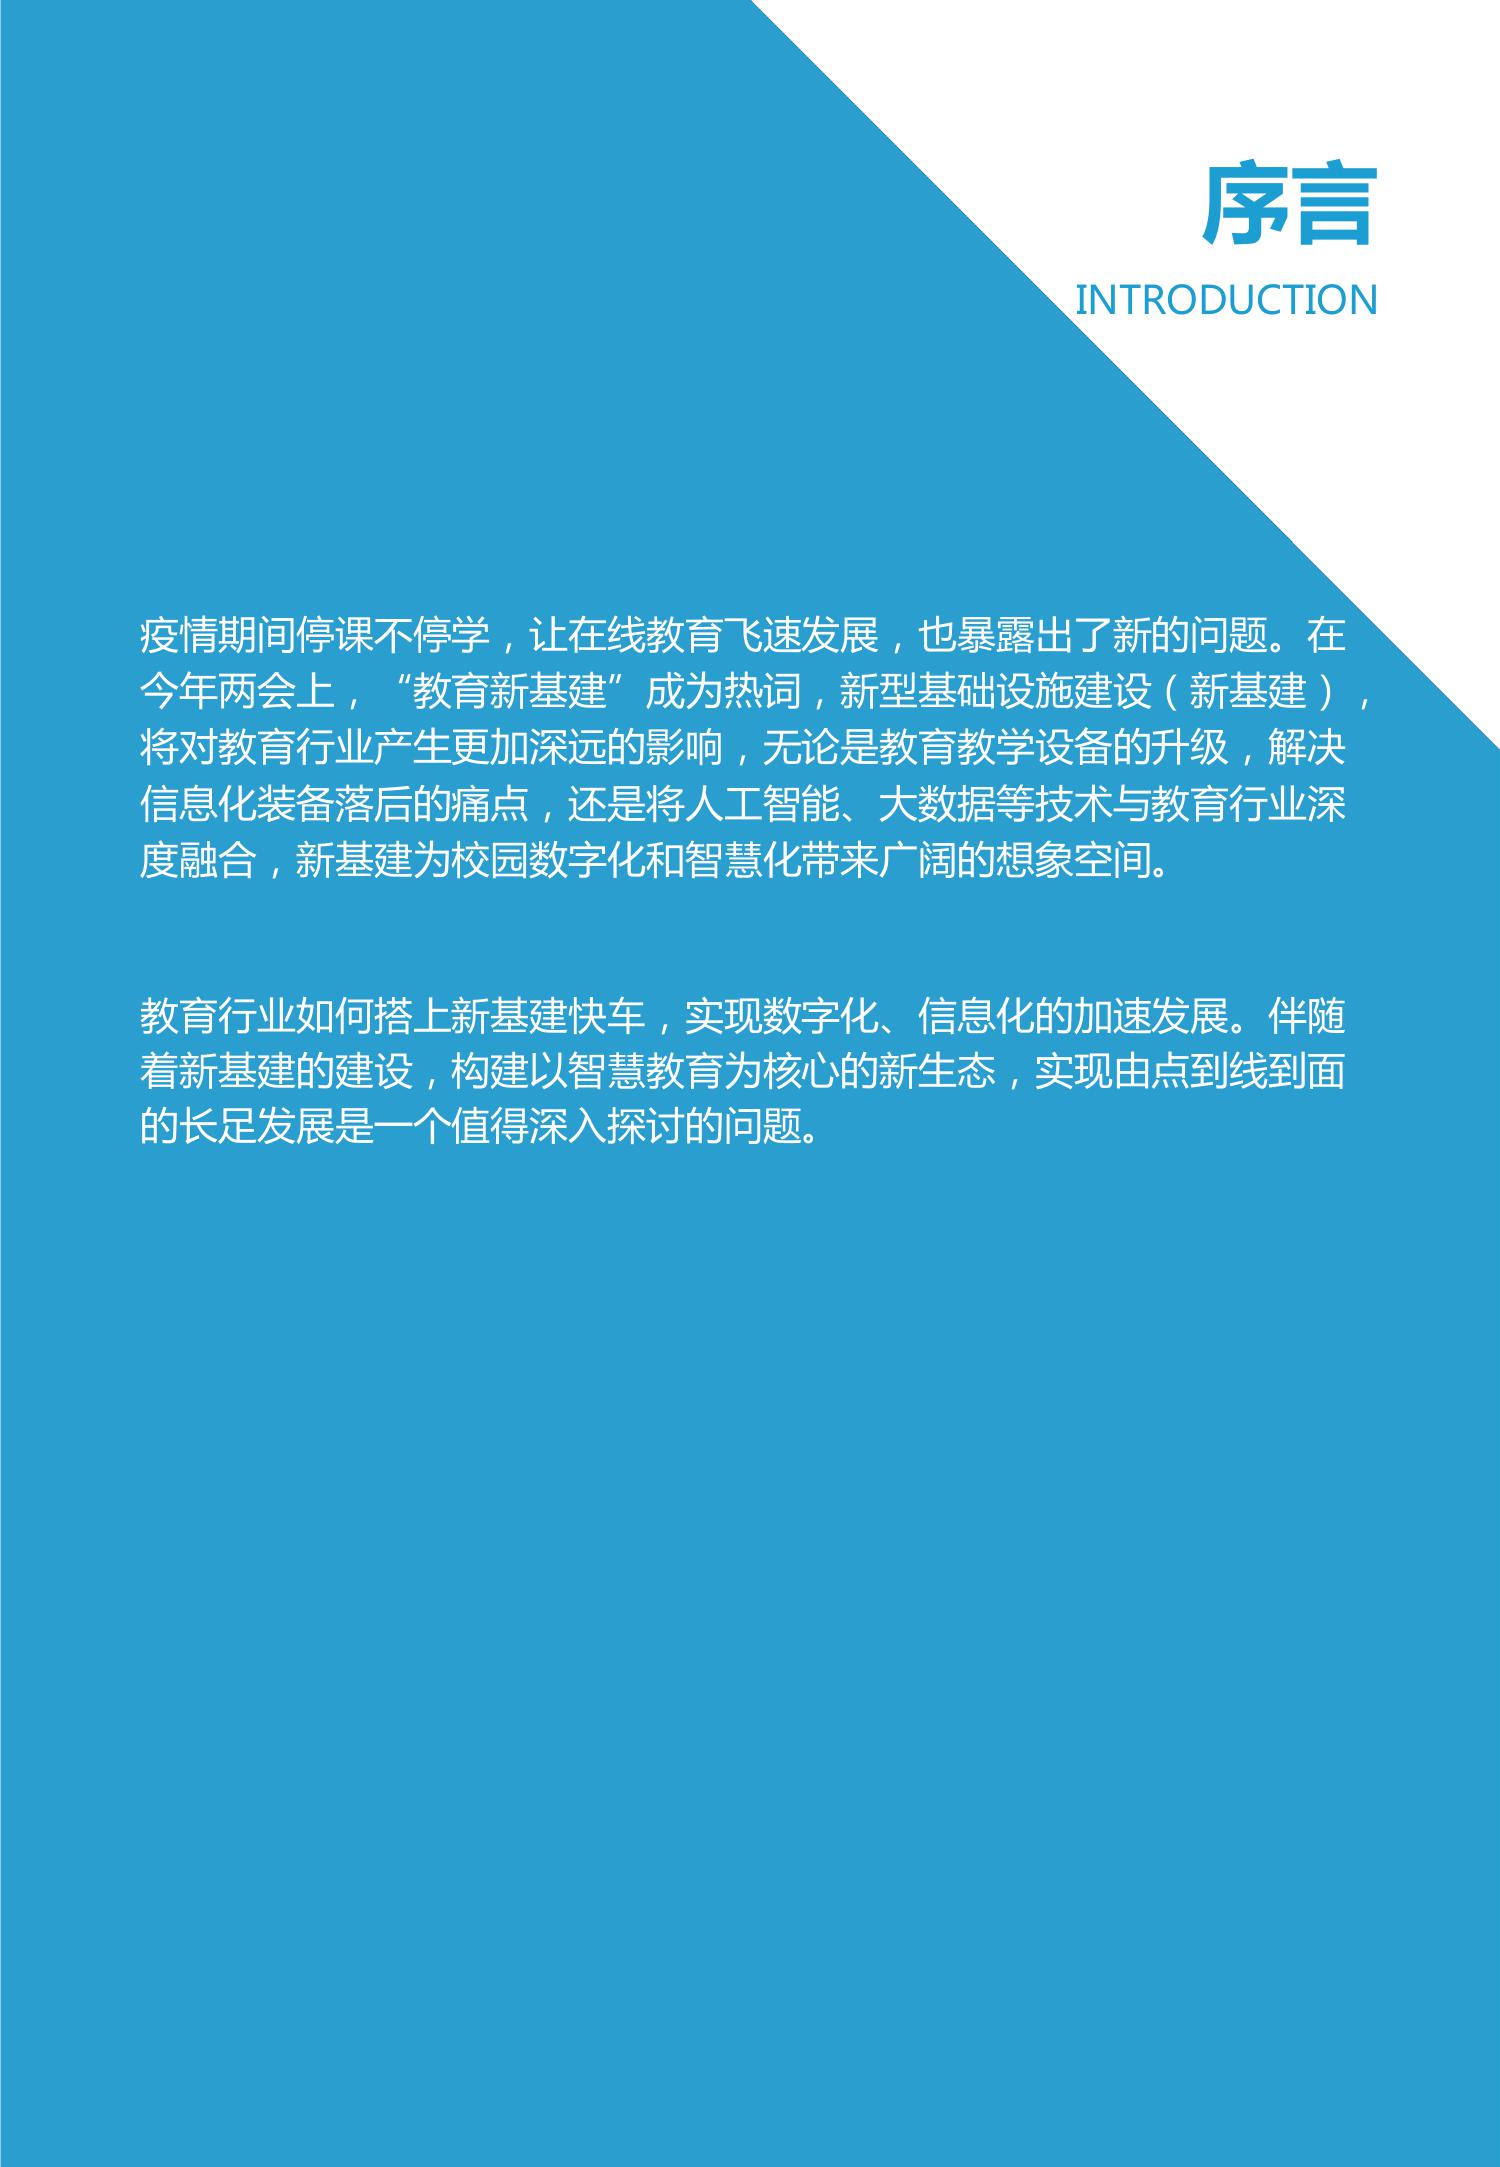 序言
INTRODUCTION
疫情期间停课不停学，让在线教育飞速发展，也暴露出了新的问题。在
今年两会上，“教育新基建”成为热词，新型基础设施建设（新基建），
将对教育行业产生更加深远的影响，无论是教育教学设备的升级，解决
信息化装备落后的痛点，还是将人工智能、大数据等技术与教育行业深
度融合，新基建为校园数字化和智慧化带来广阔的想象空间。
教育行业如何搭上新基建快车，实现数字化、信息化的加速发展。伴随
着新基建的建设，构建以智慧教育为核心的新生态，实现由点到线到面
的长足发展是一个值得深入探讨的问题。